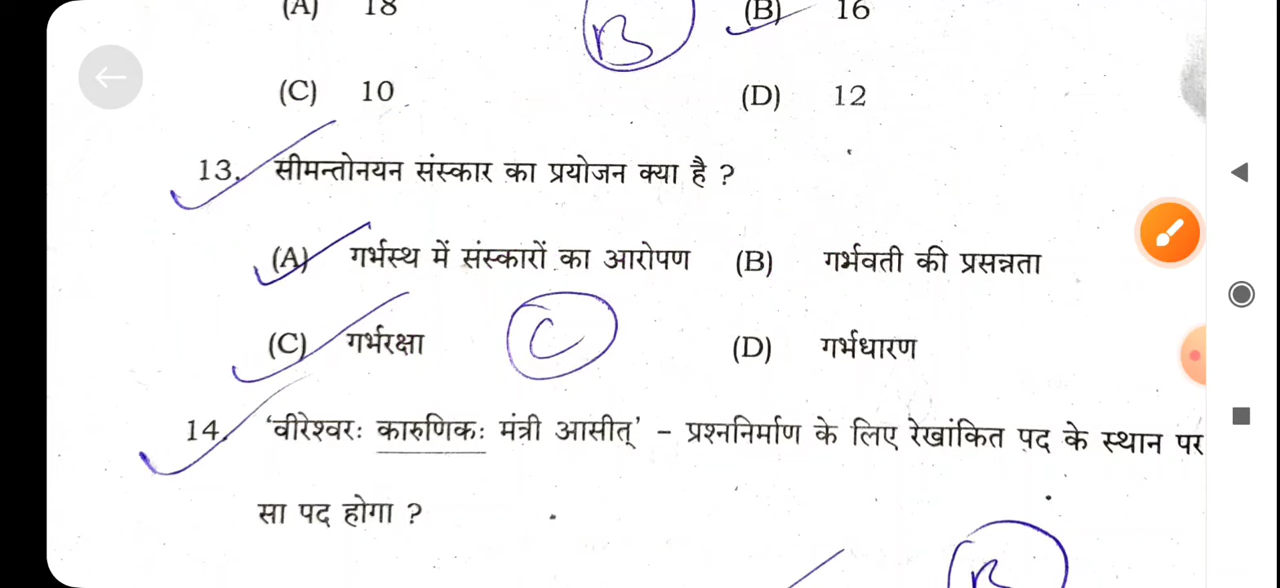 (A) 18 B (B) 16
(C) 10 (D) 12
13. सीमन्तोनयन संस्कार का प्रयोजन क्या है ?
(A) गर्भस्थ में संस्कारों का आरोपण (B) गर्भवती की प्रसन्नता
(C) गर्भरक्षा C (D) गर्भधारण
14. 'वीरेश्वरः कारुणिकः मंत्री आसीत्' – प्रश्ननिर्माण के लिए रेखांकित पद के स्थान पर
सा पद होगा ?
B